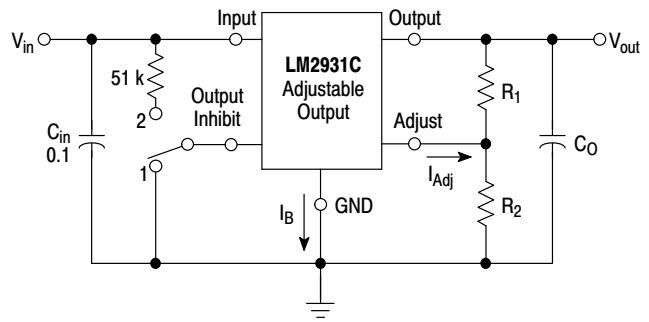 Input
Output
V_in
V_out
LM2931C
Adjustable
Output
51 k
R_1
Output
Inhibit
Adjust
2
C_in
0.1
C_O
1
I_Adj
I_B
GND
R_2